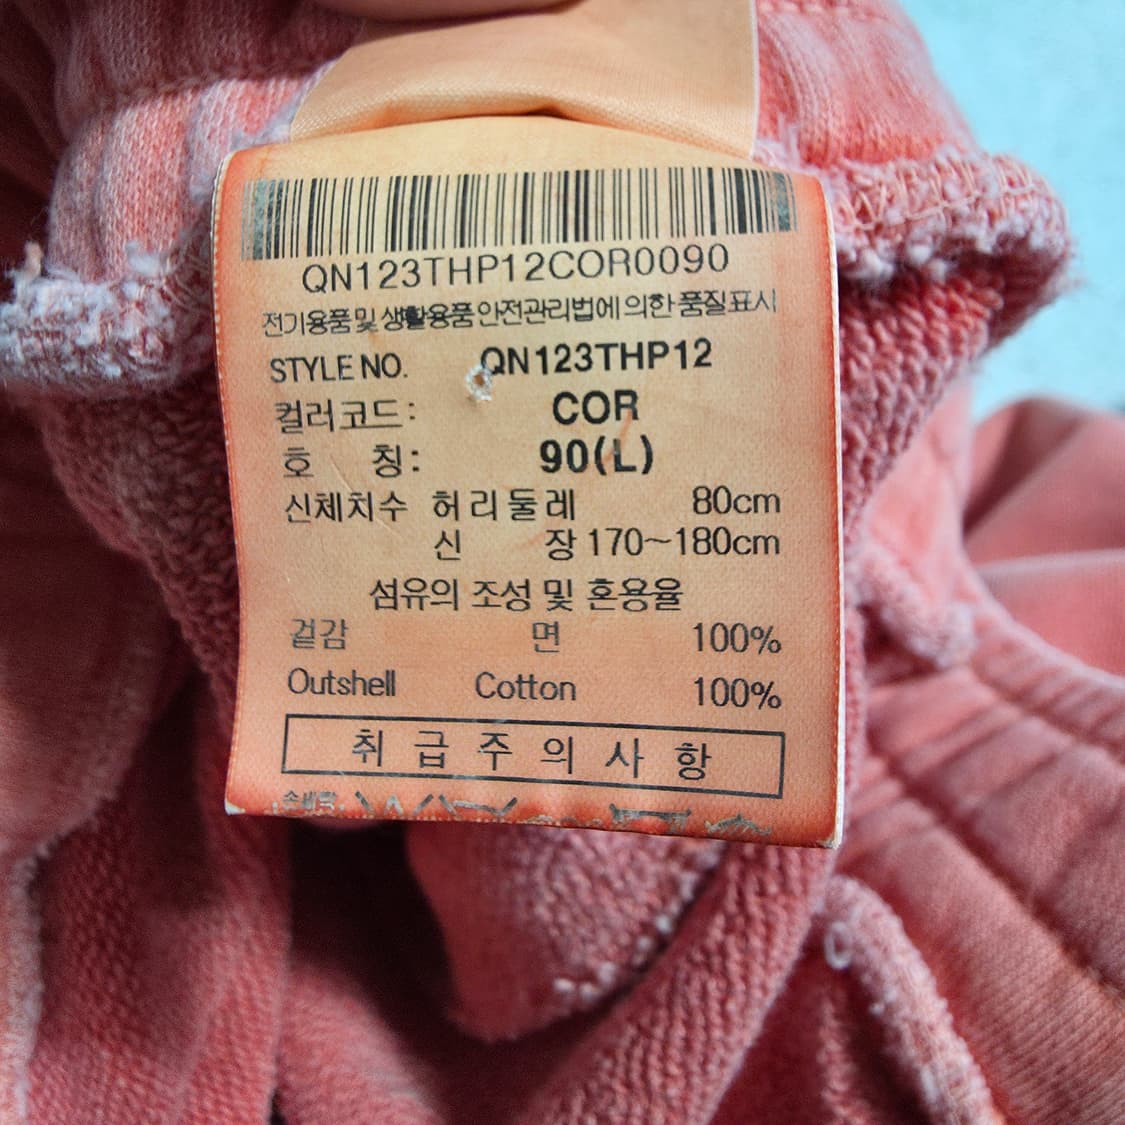 QN123THP12COR0090
전기용품및 생활용품 안전관리법에 의한 품질표시
STYLE NO. QN123THP12
컬러코드: COR
호 칭: 90(L)
신체치수 허리둘레 80cm
신 장 170~180cm
섬유의 조성 및 혼용율
겉감 면 100%
Outshell Cotton 100%
취급주의사항